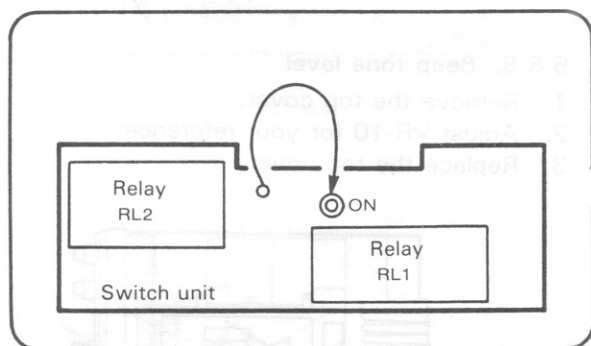 5-8-8. Beep tone level
1. Remove the top cover.
2. Adjust VR-10 for your reference.
3. Replace the top cover.
Relay
RL2
ON
Relay
RL1
Switch unit